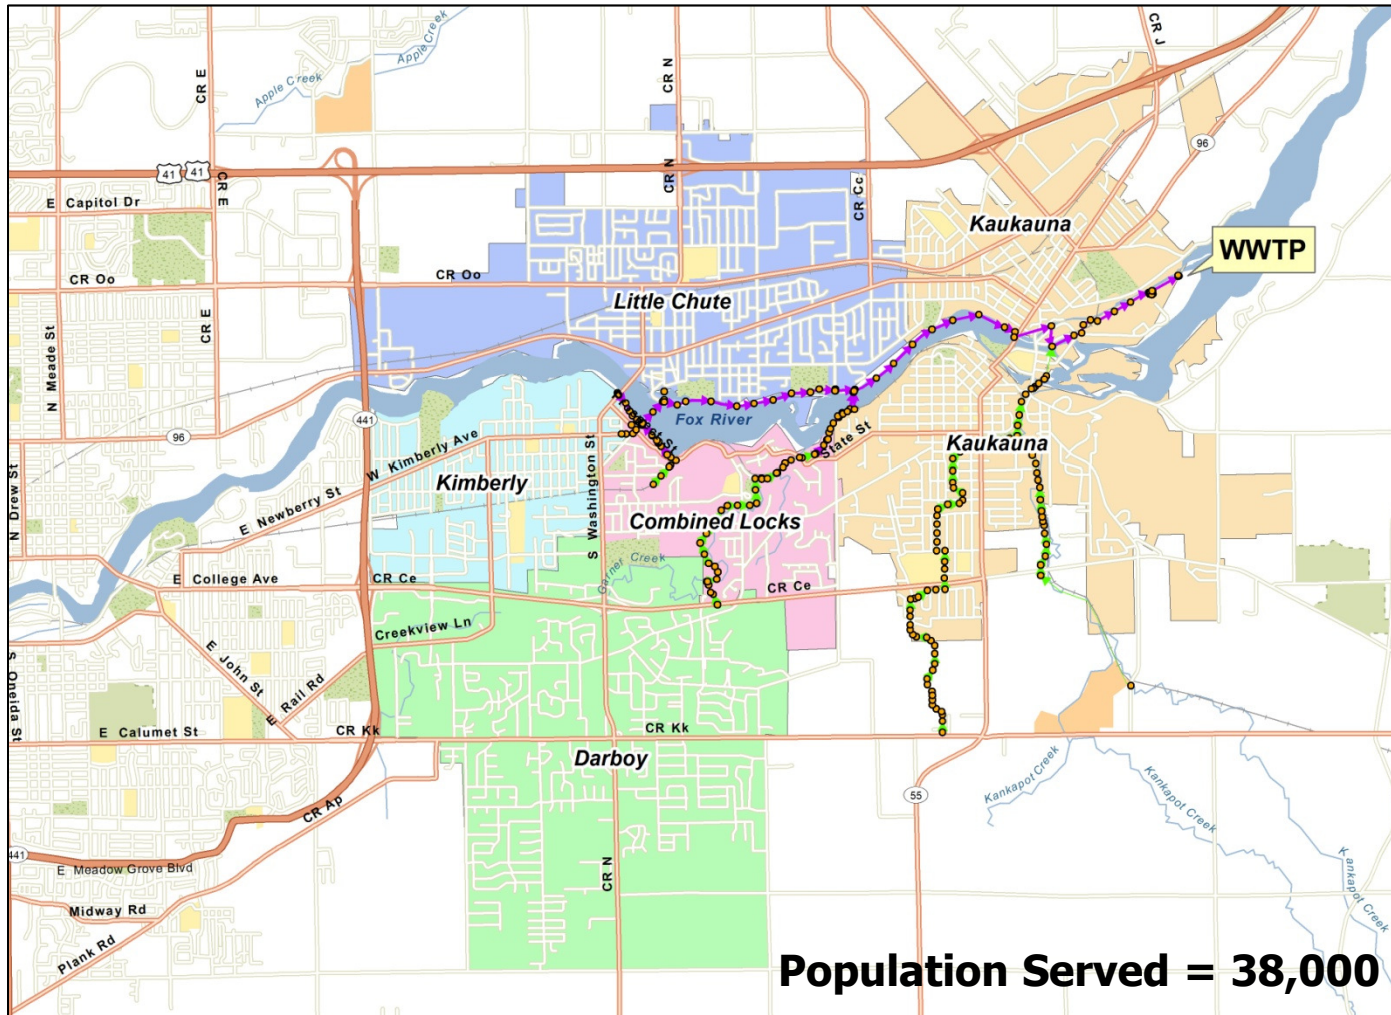 Apple Creek
Apple Creek
CR E
CR N
CR J
41
41
CR E
CR N
CR Cc
96
E Capitol Dr
Kaukauna
WWTP
CR Oo
CR Oo
Little Chute
CR E
N Meade St
441
96
Fox River
Prospect St
State St
Kaukauna
W Kimberly Ave
Kimberly
S Washington St
N Drew St
E Newberry St
Combined Locks
Garner Creek
E College Ave
CR Ce
CR Ce
Creekview Ln
E John St
E Rail Rd
S Oneida St
E Calumet St
CR Kk
CR Kk
Darboy
Kankapot Creek
Kankapot Creek
55
CR Ap
441
E Meadow Grove Blvd
CR N
Kankapot Creek
Midway Rd
Plank Rd
Population Served = 38,000